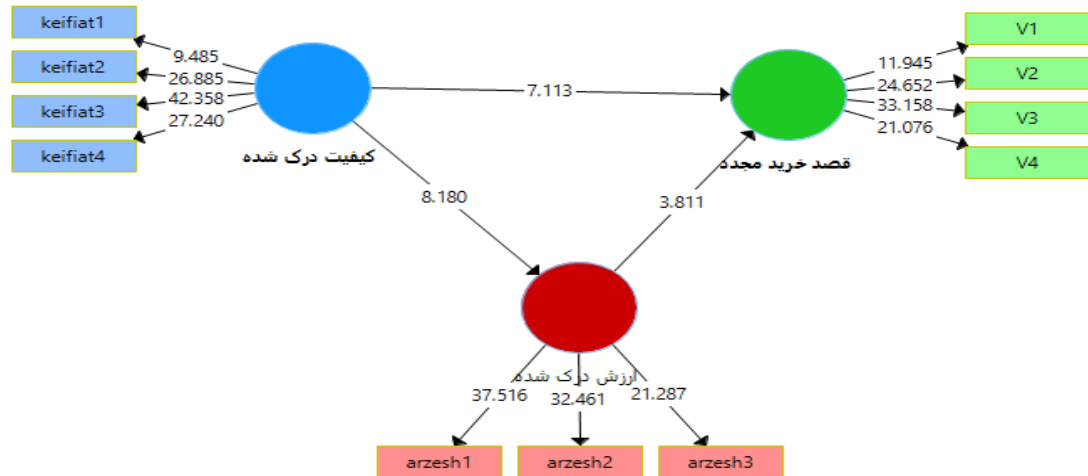 keifiat1
keifiat2
keifiat3
keifiat4
9.485
26.885
42.358
27.240
کیفیت درک شده
7.113
8.180
قصد خرید مجدد
11.945
24.652
33.158
21.076
V1
V2
V3
V4
3.811
ارزش درک شده
37.516
32.461
21.287
arzesh1
arzesh2
arzesh3